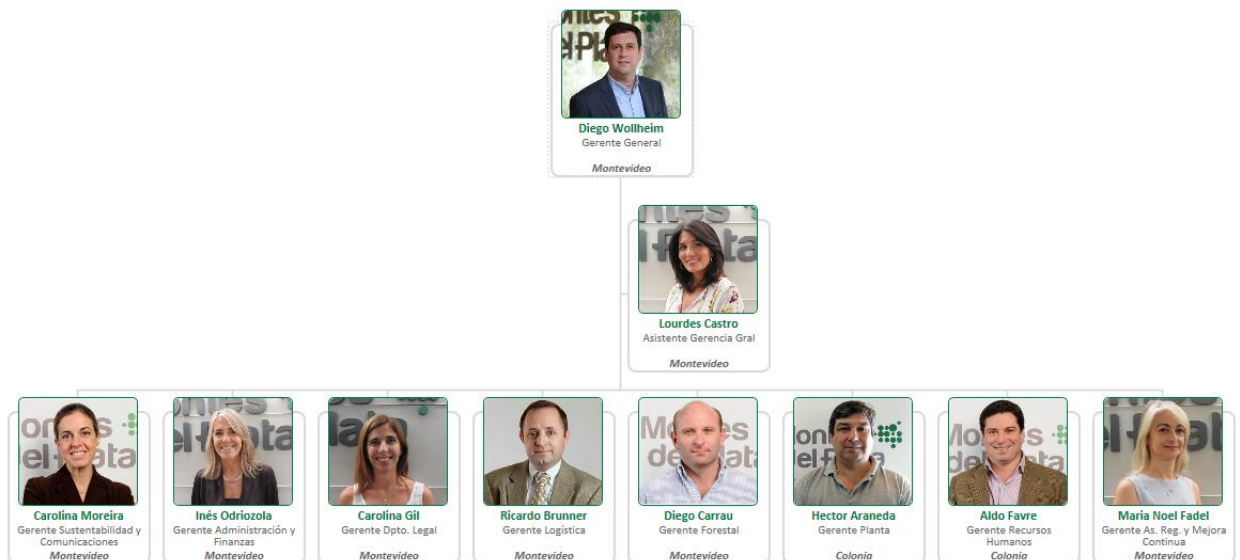 Diego Wollheim
Gerente General
Montevideo
Lourdes Castro
Asistente Gerencia Gral
Montevideo
Carolina Moreira
Gerente Sustentabilidad y
Comunicaciones
Montevideo
Inés Odriozola
Gerente Administración y
Finanzas
Montevideo
Carolina Gil
Gerente Dpto. Legal
Montevideo
Ricardo Brunner
Gerente Logística
Montevideo
Diego Carrau
Gerente Forestal
Montevideo
Hector Araneda
Gerente Planta
Colonia
Aldo Favre
Gerente Recursos
Humanos
Colonia
Maria Noel Fadel
Gerente As. Reg. y Mejora
Continua
Montevideo